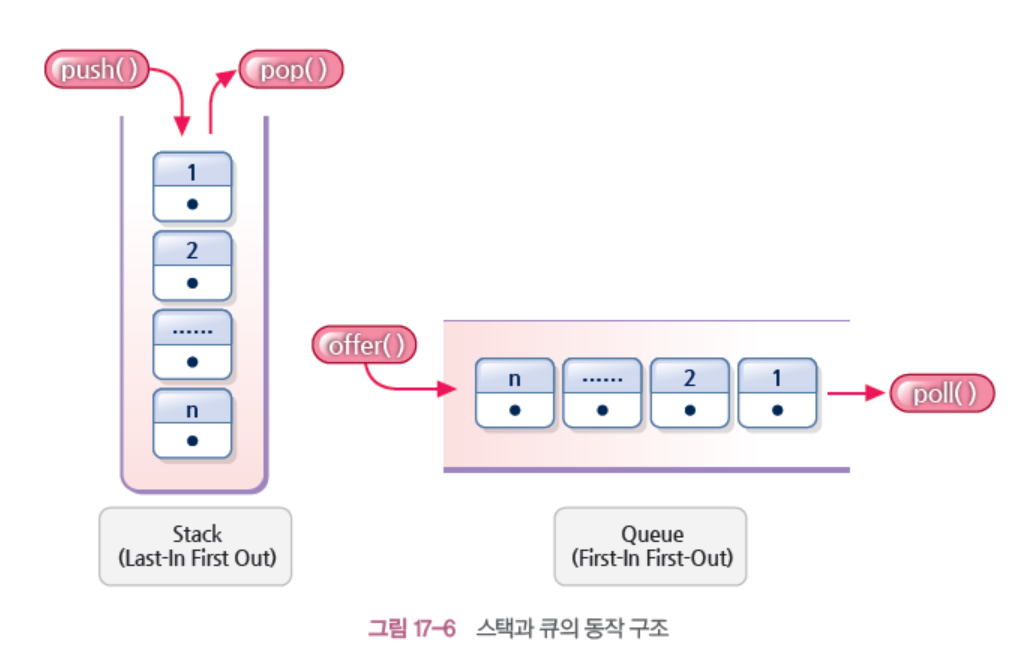 push( )
pop( )
1
2
......
n
Stack
(Last-In First Out)
offer( )
n
......
2
1
poll( )
Queue
(First-In First-Out)
그림 17-6 스택과 큐의 동작 구조